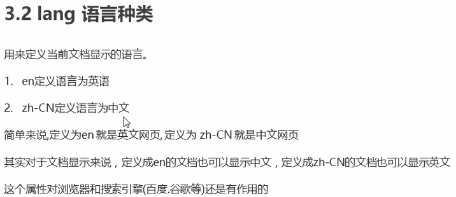 3.2 lang 语言种类
用来定义当前文档显示的语言。
1. en定义语言为英语
2. zh-CN定义语言为中文
简单来说,定义为en 就是英文网页, 定义为 zh-CN 就是中文网页
其实对于文档显示来说，定义成en的文档也可以显示中文，定义成zh-CN的文档也可以显示英文
这个属性对浏览器和搜索引擎(百度.谷歌等)还是有作用的